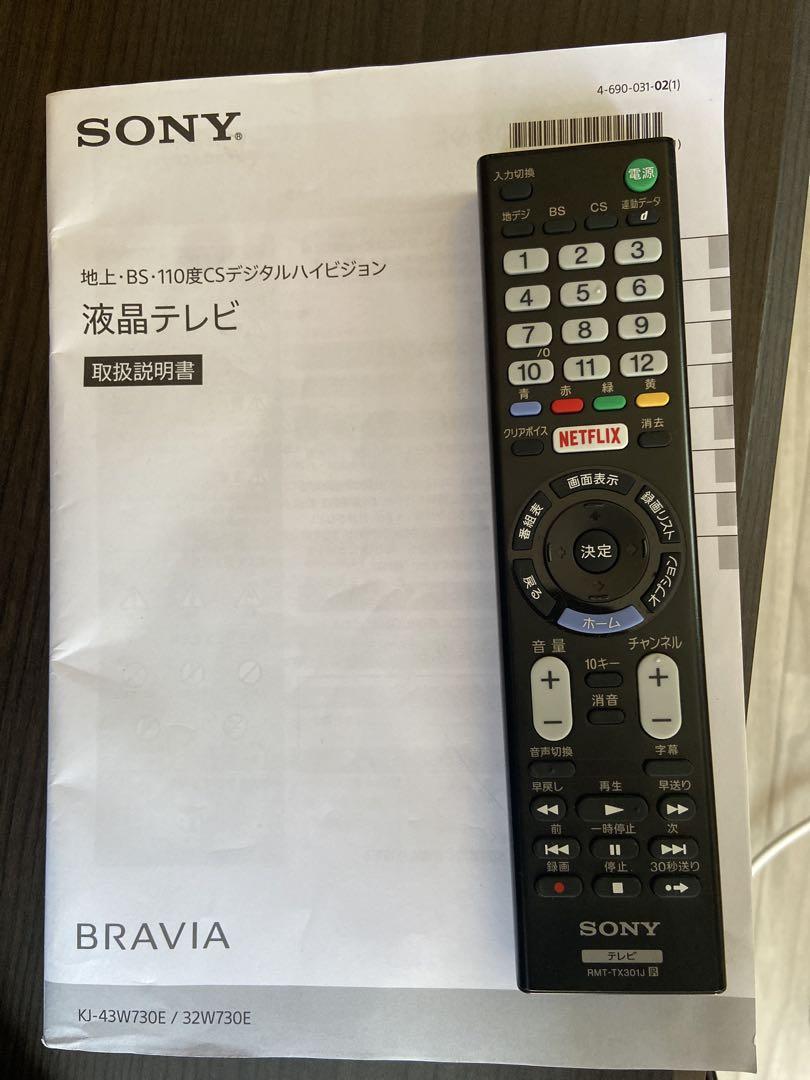 4-690-031-02(1)
SONY®
地上・BS・110度CSデジタルハイビジョン
液晶テレビ
取扱説明書
BRAVIA
KJ-43W730E / 32W730E
入力切換
電源
地デジ BS CS 連動データ
d
1 2 3
4 5 6
7 8 9
10/0 11 12
青 赤 緑 黄
クリアボイス NETFLIX 消去
画面表示
番組表 録画リスト
決定
戻る オプション
ホーム
音量 10キー チャンネル
+ +
消音
− −
音声切換 字幕
早戻し 再生 早送り
前 一時停止 次
録画 停止 30秒送り
SONY
テレビ
RMT-TX301J